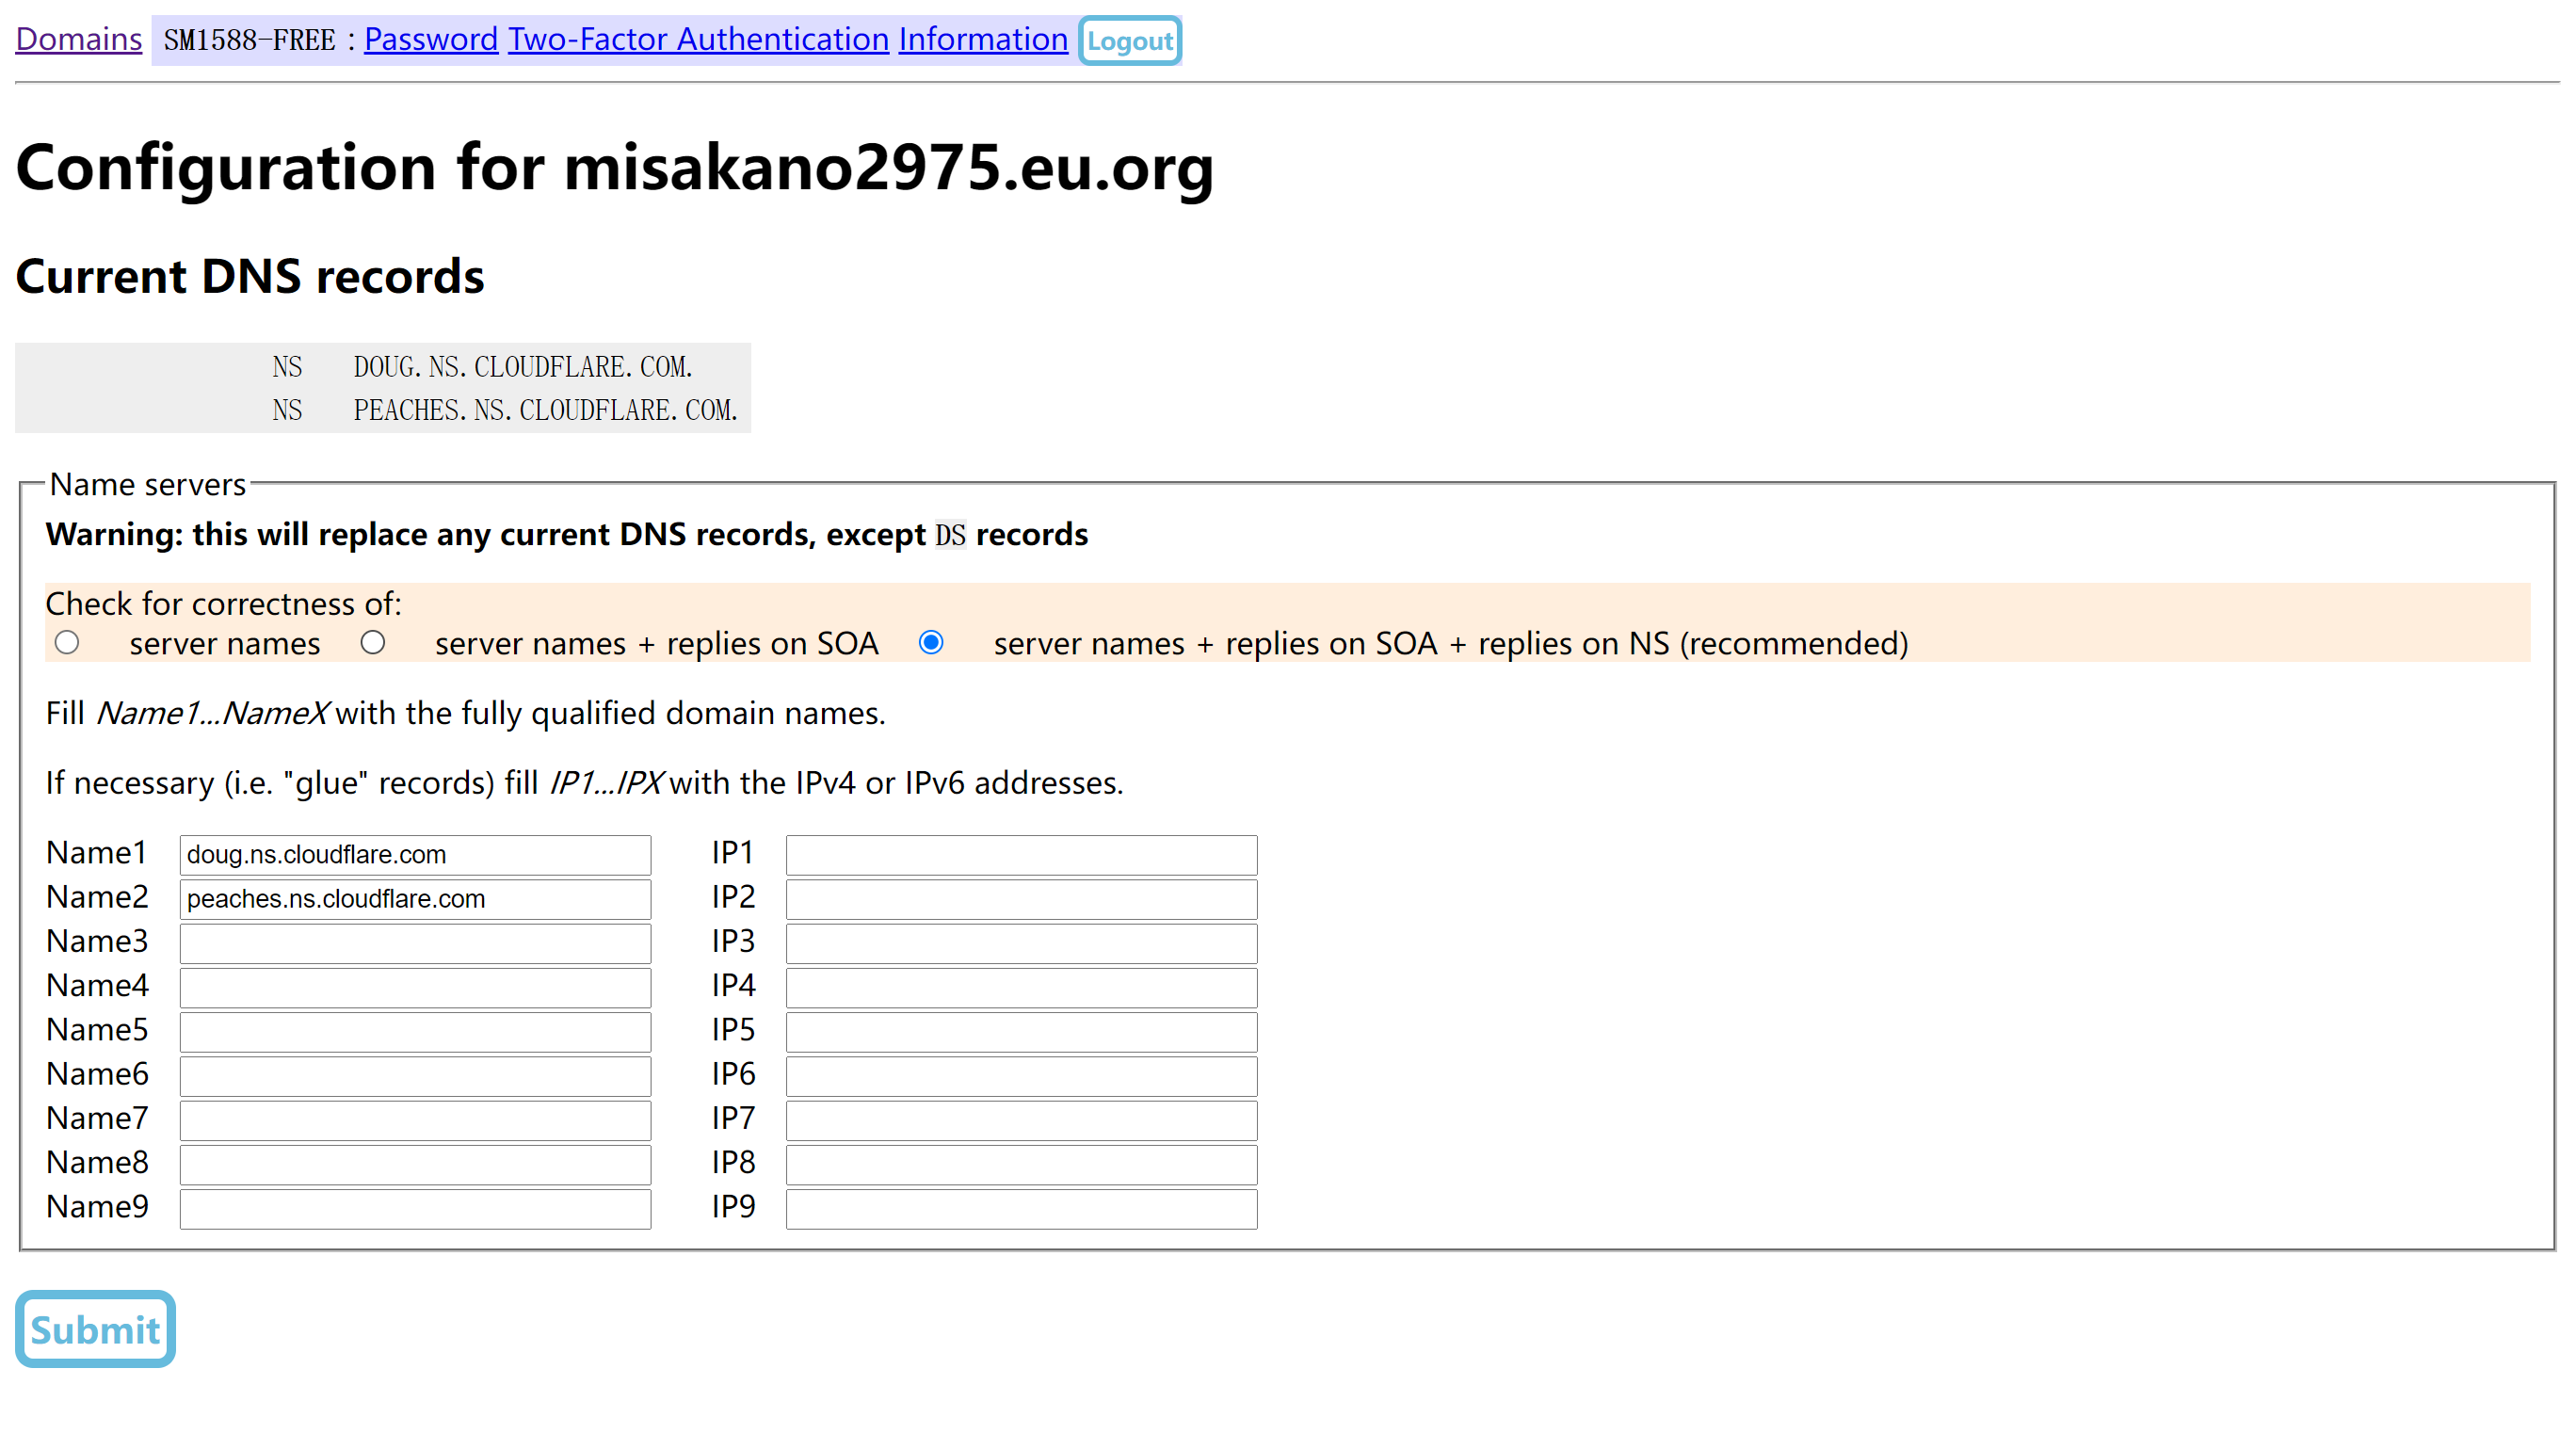 Domains SM1588-FREE : Password Two-Factor Authentication Information Logout
Configuration for misakano2975.eu.org
Current DNS records
NS DOUG.NS.CLOUDFLARE.COM.
NS PEACHES.NS.CLOUDFLARE.COM.
Name servers
Warning: this will replace any current DNS records, except DS records
Check for correctness of:
server names server names + replies on SOA server names + replies on SOA + replies on NS (recommended)
Fill Name1...NameX with the fully qualified domain names.
If necessary (i.e. "glue" records) fill IP1...IPX with the IPv4 or IPv6 addresses.
Name1 doug.ns.cloudflare.com IP1
Name2 peaches.ns.cloudflare.com IP2
Name3 IP3
Name4 IP4
Name5 IP5
Name6 IP6
Name7 IP7
Name8 IP8
Name9 IP9
Submit